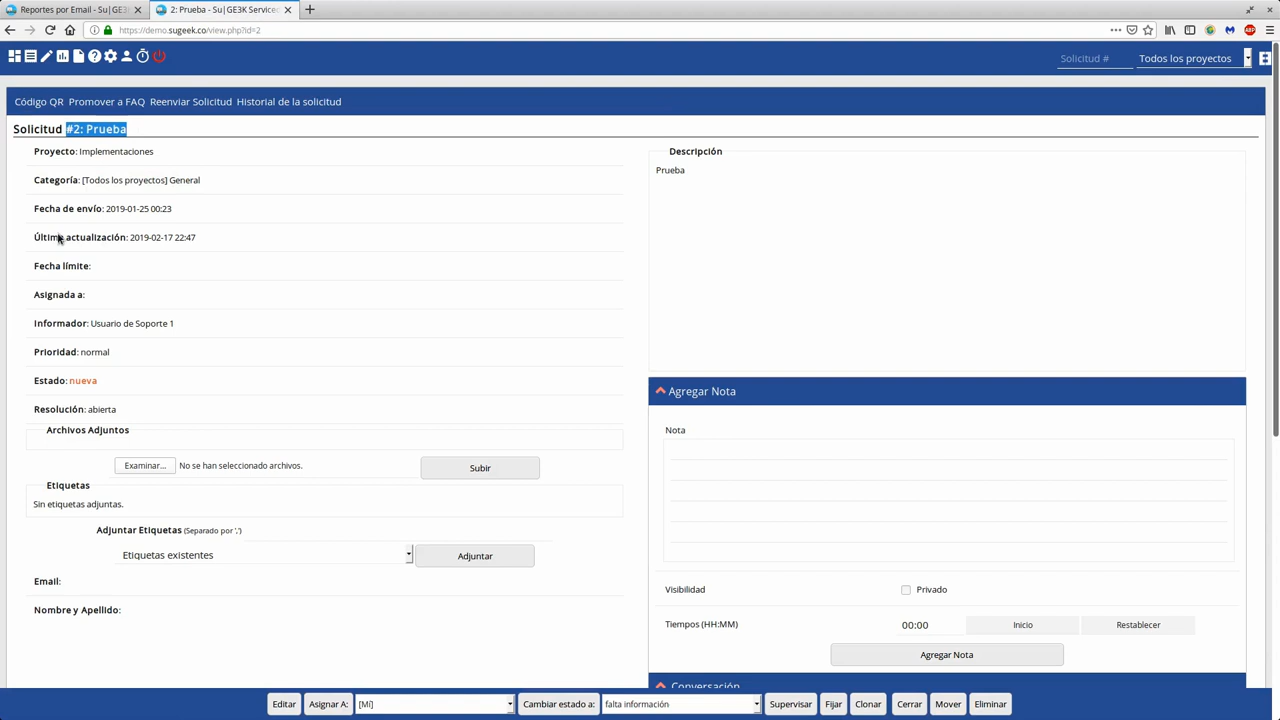 Reportes por Email - Su|GE3K
2: Prueba - Su|GE3K Serviced
https://demo.sugeek.co/view.php?id=2
Solicitud #
Todos los proyectos
Código QR Promover a FAQ Reenviar Solicitud Historial de la solicitud
Solicitud #2: Prueba
Proyecto: Implementaciones
Categoría: [Todos los proyectos] General
Fecha de envío: 2019-01-25 00:23
Última actualización: 2019-02-17 22:47
Fecha límite:
Asignada a:
Informador: Usuario de Soporte 1
Prioridad: normal
Estado: nueva
Resolución: abierta
Archivos Adjuntos
Examinar... No se han seleccionado archivos.
Subir
Etiquetas
Sin etiquetas adjuntas.
Adjuntar Etiquetas (Separado por ',')
Etiquetas existentes
Adjuntar
Email:
Nombre y Apellido:
Descripción
Prueba
Agregar Nota
Nota
Visibilidad
Privado
Tiempos (HH:MM)
00:00
Inicio
Restablecer
Agregar Nota
Conversación
Editar
Asignar A:
[Mí]
Cambiar estado a:
falta información
Supervisar
Fijar
Clonar
Cerrar
Mover
Eliminar